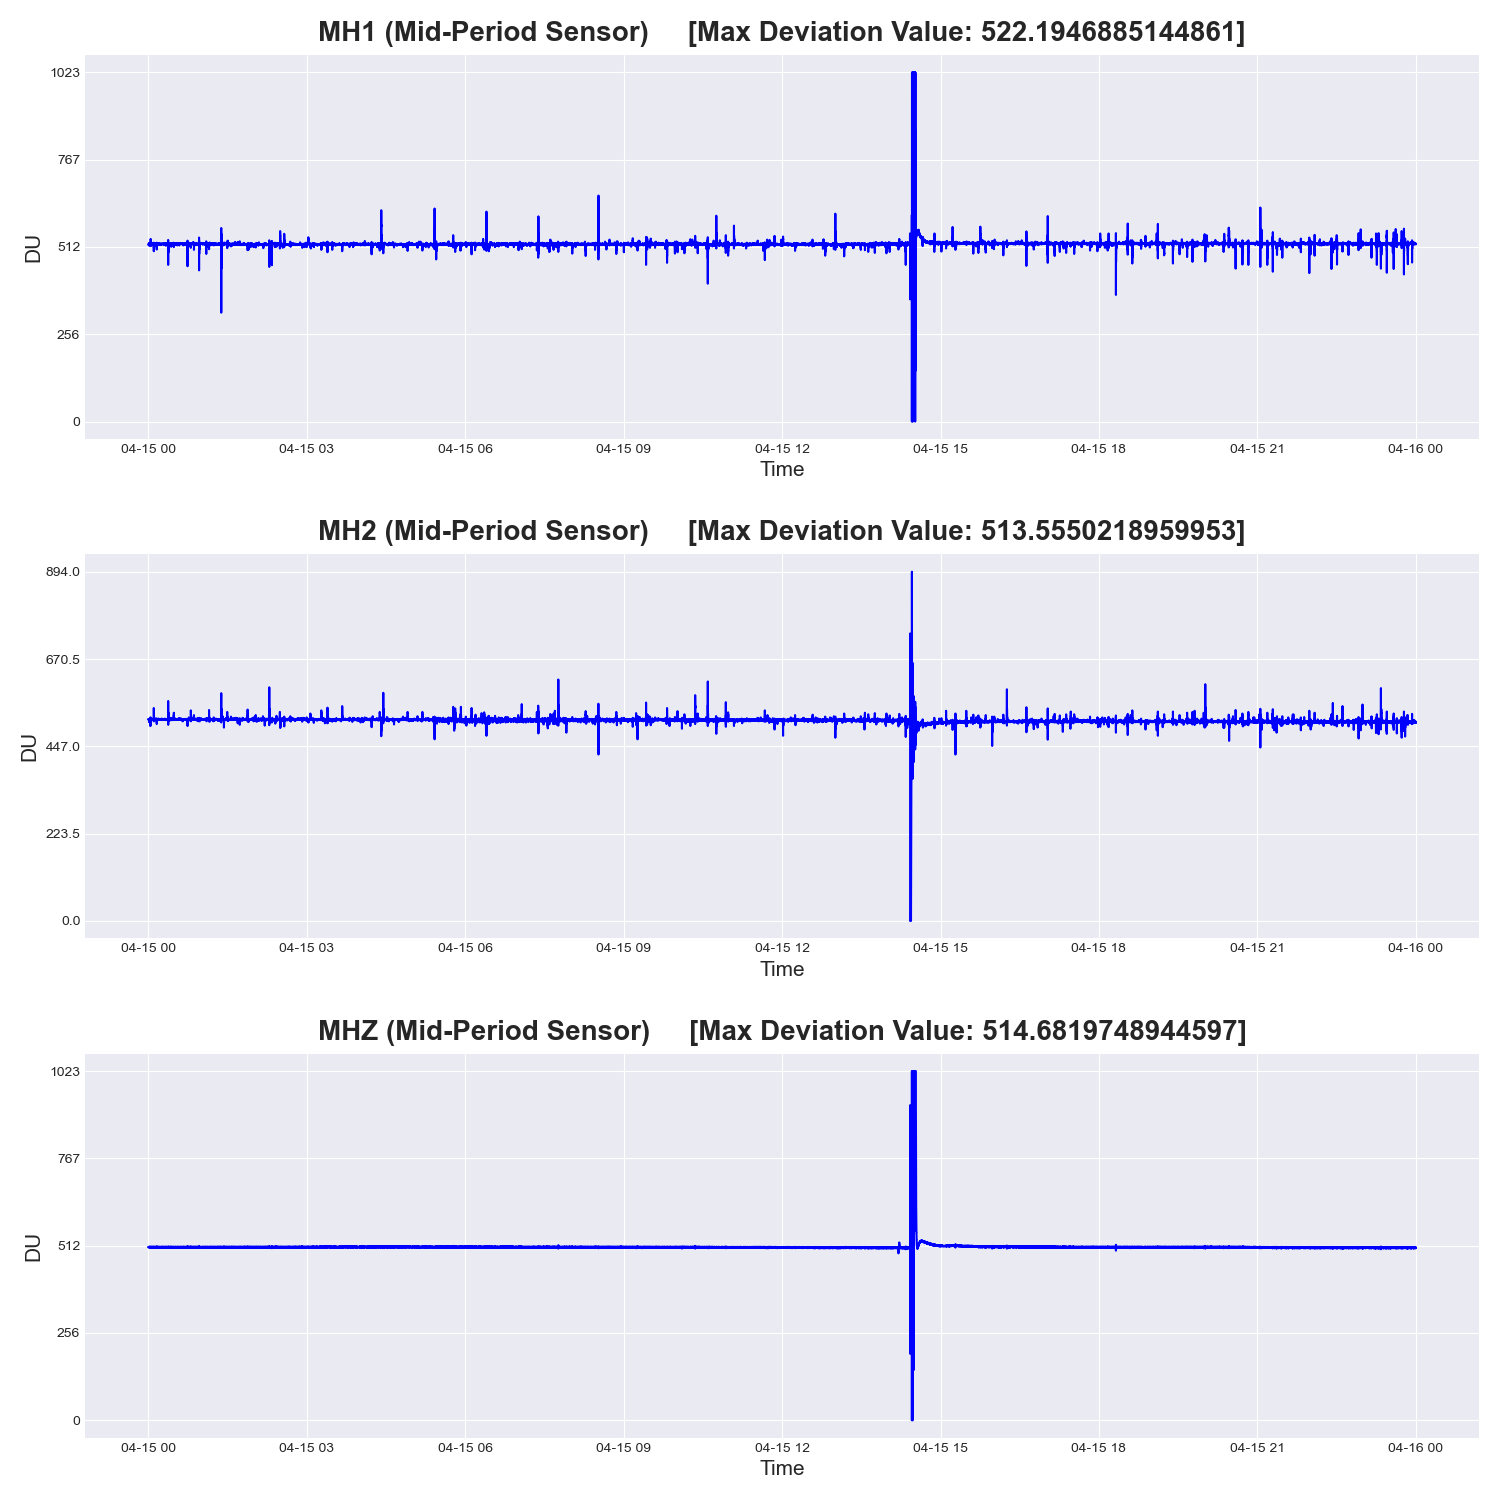 MH1 (Mid-Period Sensor) [Max Deviation Value: 522.1946885144861]
1023
767
512
256
0
DU
04-15 00 04-15 03 04-15 06 04-15 09 04-15 12 04-15 15 04-15 18 04-15 21 04-16 00
Time
MH2 (Mid-Period Sensor) [Max Deviation Value: 513.5550218959953]
894.0
670.5
447.0
223.5
0.0
DU
04-15 00 04-15 03 04-15 06 04-15 09 04-15 12 04-15 15 04-15 18 04-15 21 04-16 00
Time
MHZ (Mid-Period Sensor) [Max Deviation Value: 514.6819748944597]
1023
767
512
256
0
DU
04-15 00 04-15 03 04-15 06 04-15 09 04-15 12 04-15 15 04-15 18 04-15 21 04-16 00
Time